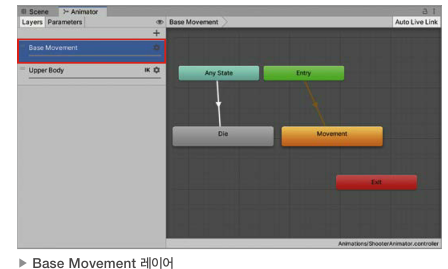 Scene Animator
Layers Parameters Base Movement Auto Live Link
Base Movement
Upper Body IK
Any State Entry
Die Movement
Exit
Animations/ShooterAnimator.controller
▶ Base Movement 레이어